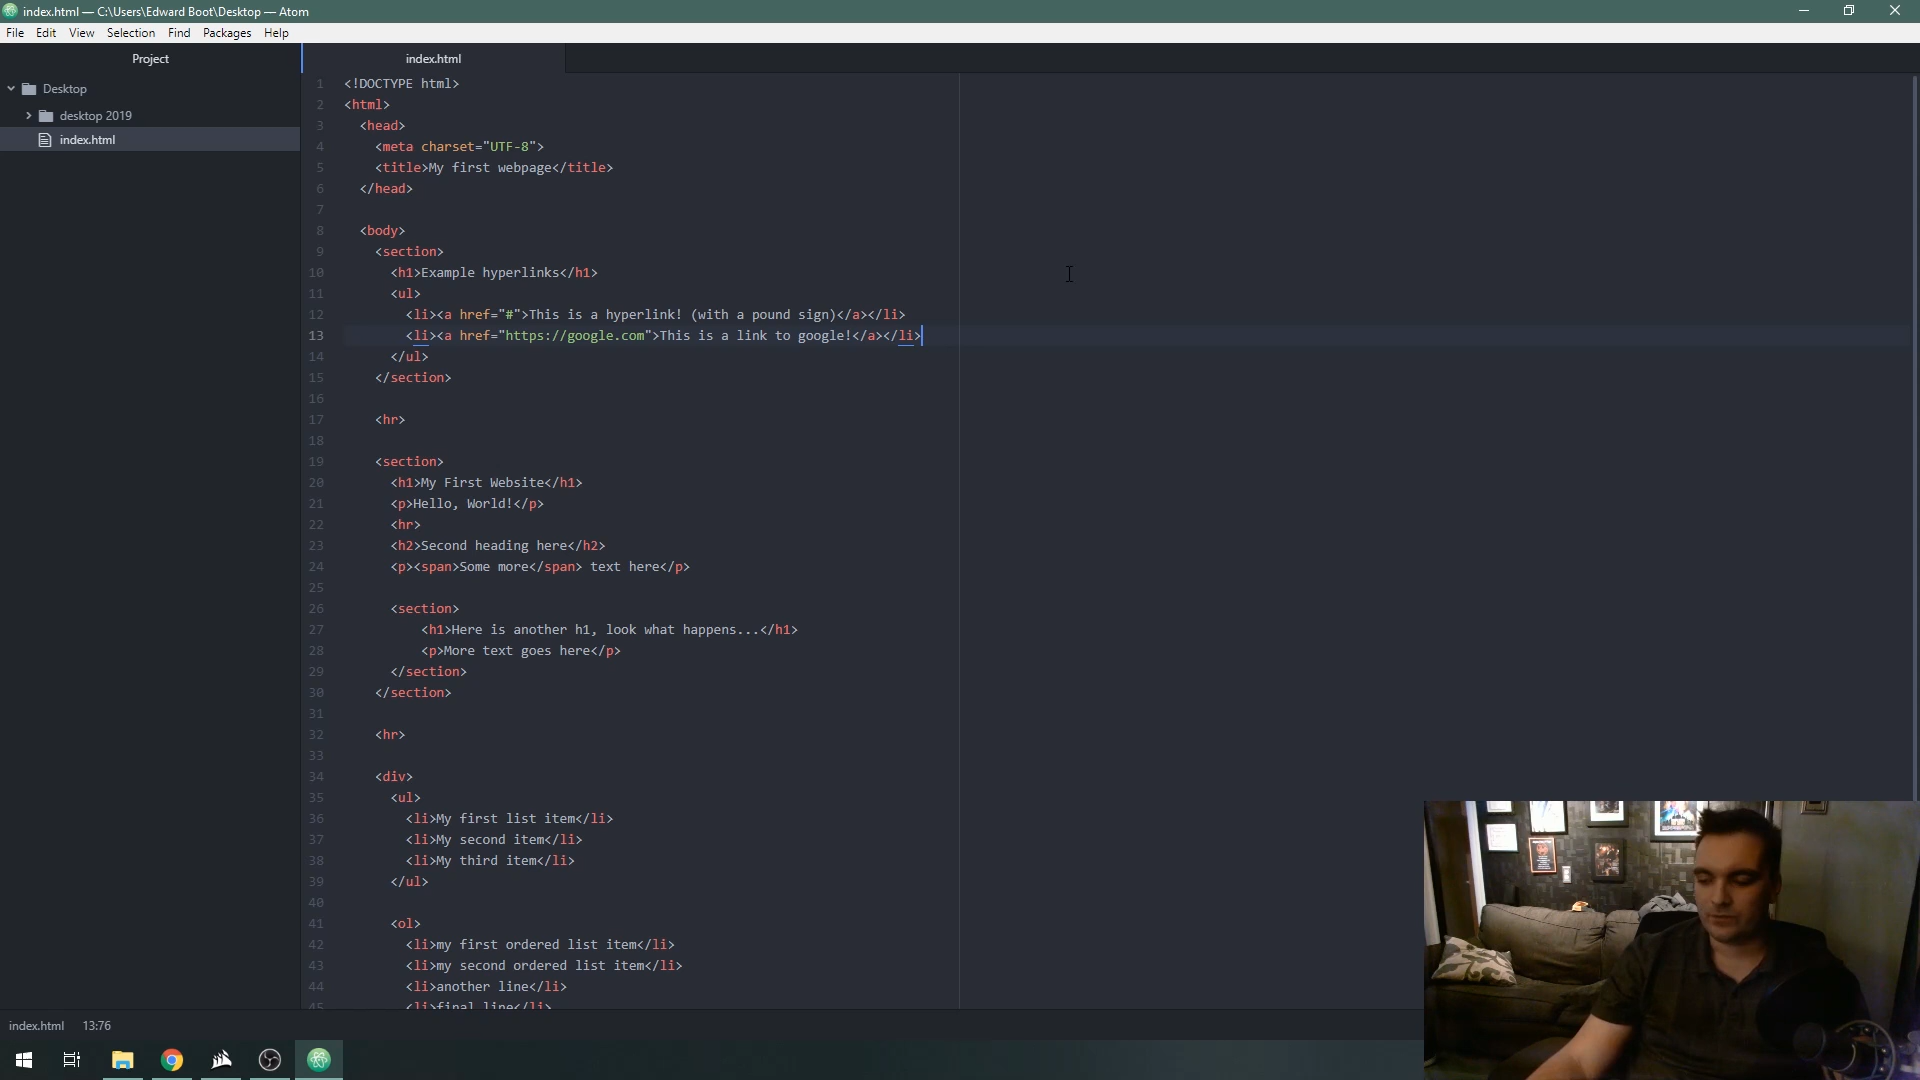 index.html — C:\Users\Edward Boot\Desktop — Atom
File Edit View Selection Find Packages Help
Project
index.html
Desktop
desktop 2019
index.html
1 <!DOCTYPE html>
2 <html>
3 <head>
4 <meta charset="UTF-8">
5 <title>My first webpage</title>
6 </head>
7
8 <body>
9 <section>
10 <h1>Example hyperlinks</h1>
11 <ul>
12 <li><a href="#">This is a hyperlink! (with a pound sign)</a></li>
13 <li><a href="https://google.com">This is a link to google!</a></li>
14 </ul>
15 </section>
16
17 <hr>
18
19 <section>
20 <h1>My First Website</h1>
21 <p>Hello, World!</p>
22 <hr>
23 <h2>Second heading here</h2>
24 <p><span>Some more</span> text here</p>
25
26 <section>
27 <h1>Here is another h1, look what happens...</h1>
28 <p>More text goes here</p>
29 </section>
30 </section>
31
32 <hr>
33
34 <div>
35 <ul>
36 <li>My first list item</li>
37 <li>My second item</li>
38 <li>My third item</li>
39 </ul>
40
41 <ol>
42 <li>my first ordered list item</li>
43 <li>my second ordered list item</li>
44 <li>another line</li>
45 <li>final line</li>
index.html 13:76